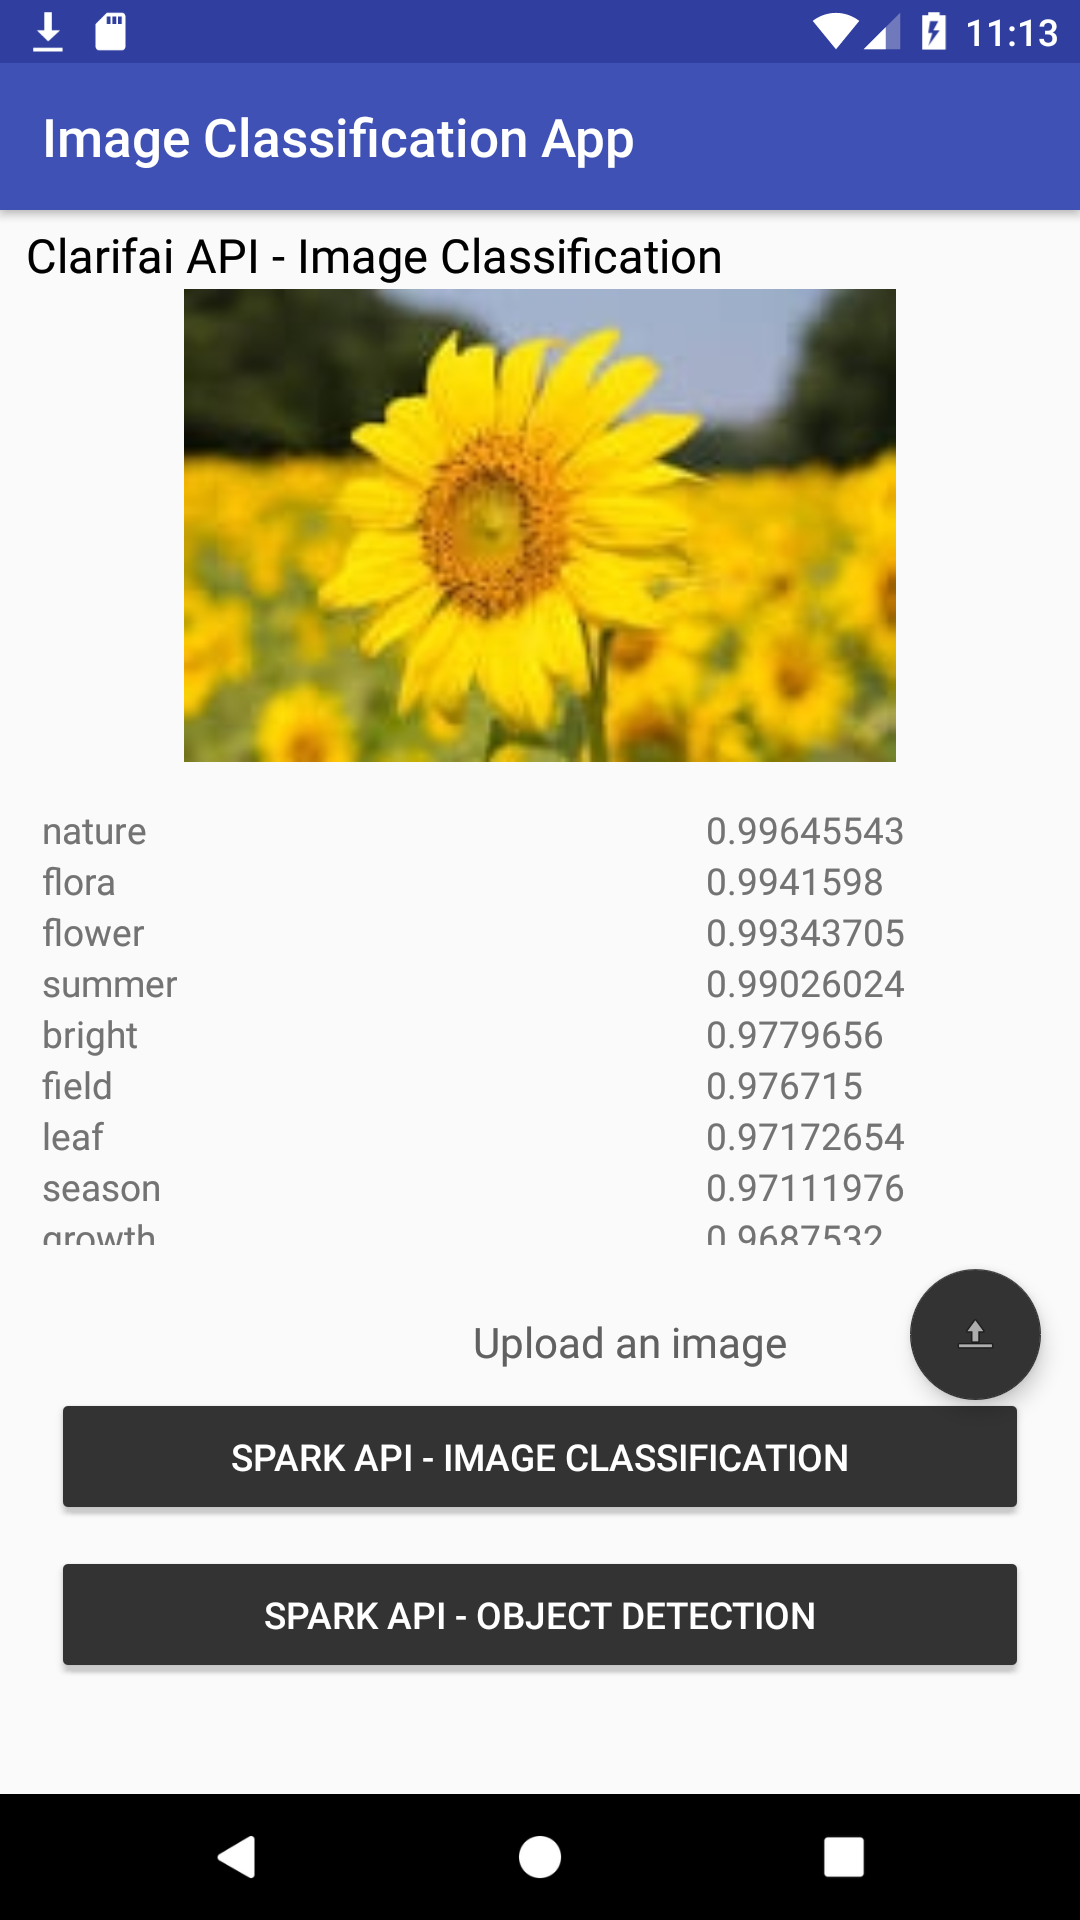 11:13
Image Classification App
Clarifai API - Image Classification
nature 0.99645543
flora 0.9941598
flower 0.99343705
summer 0.99026024
bright 0.9779656
field 0.976715
leaf 0.97172654
season 0.97111976
growth 0.9687532
Upload an image
SPARK API - IMAGE CLASSIFICATION
SPARK API - OBJECT DETECTION